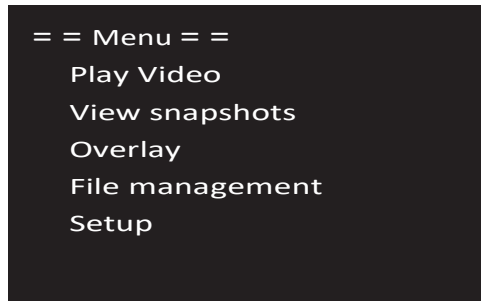 = = Menu = =
Play Video
View snapshots
Overlay
File management
Setup